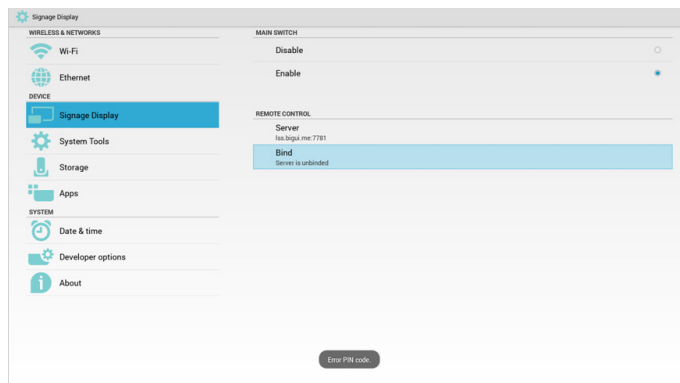 Signage Display
WIRELESS & NETWORKS
Wi-Fi
Ethernet
DEVICE
Signage Display
System Tools
Storage
Apps
SYSTEM
Date & time
Developer options
About
MAIN SWITCH
Disable
Enable
REMOTE CONTROL
Server
lss.bigui.me:7781
Bind
Server is unbinded
Error PIN code.